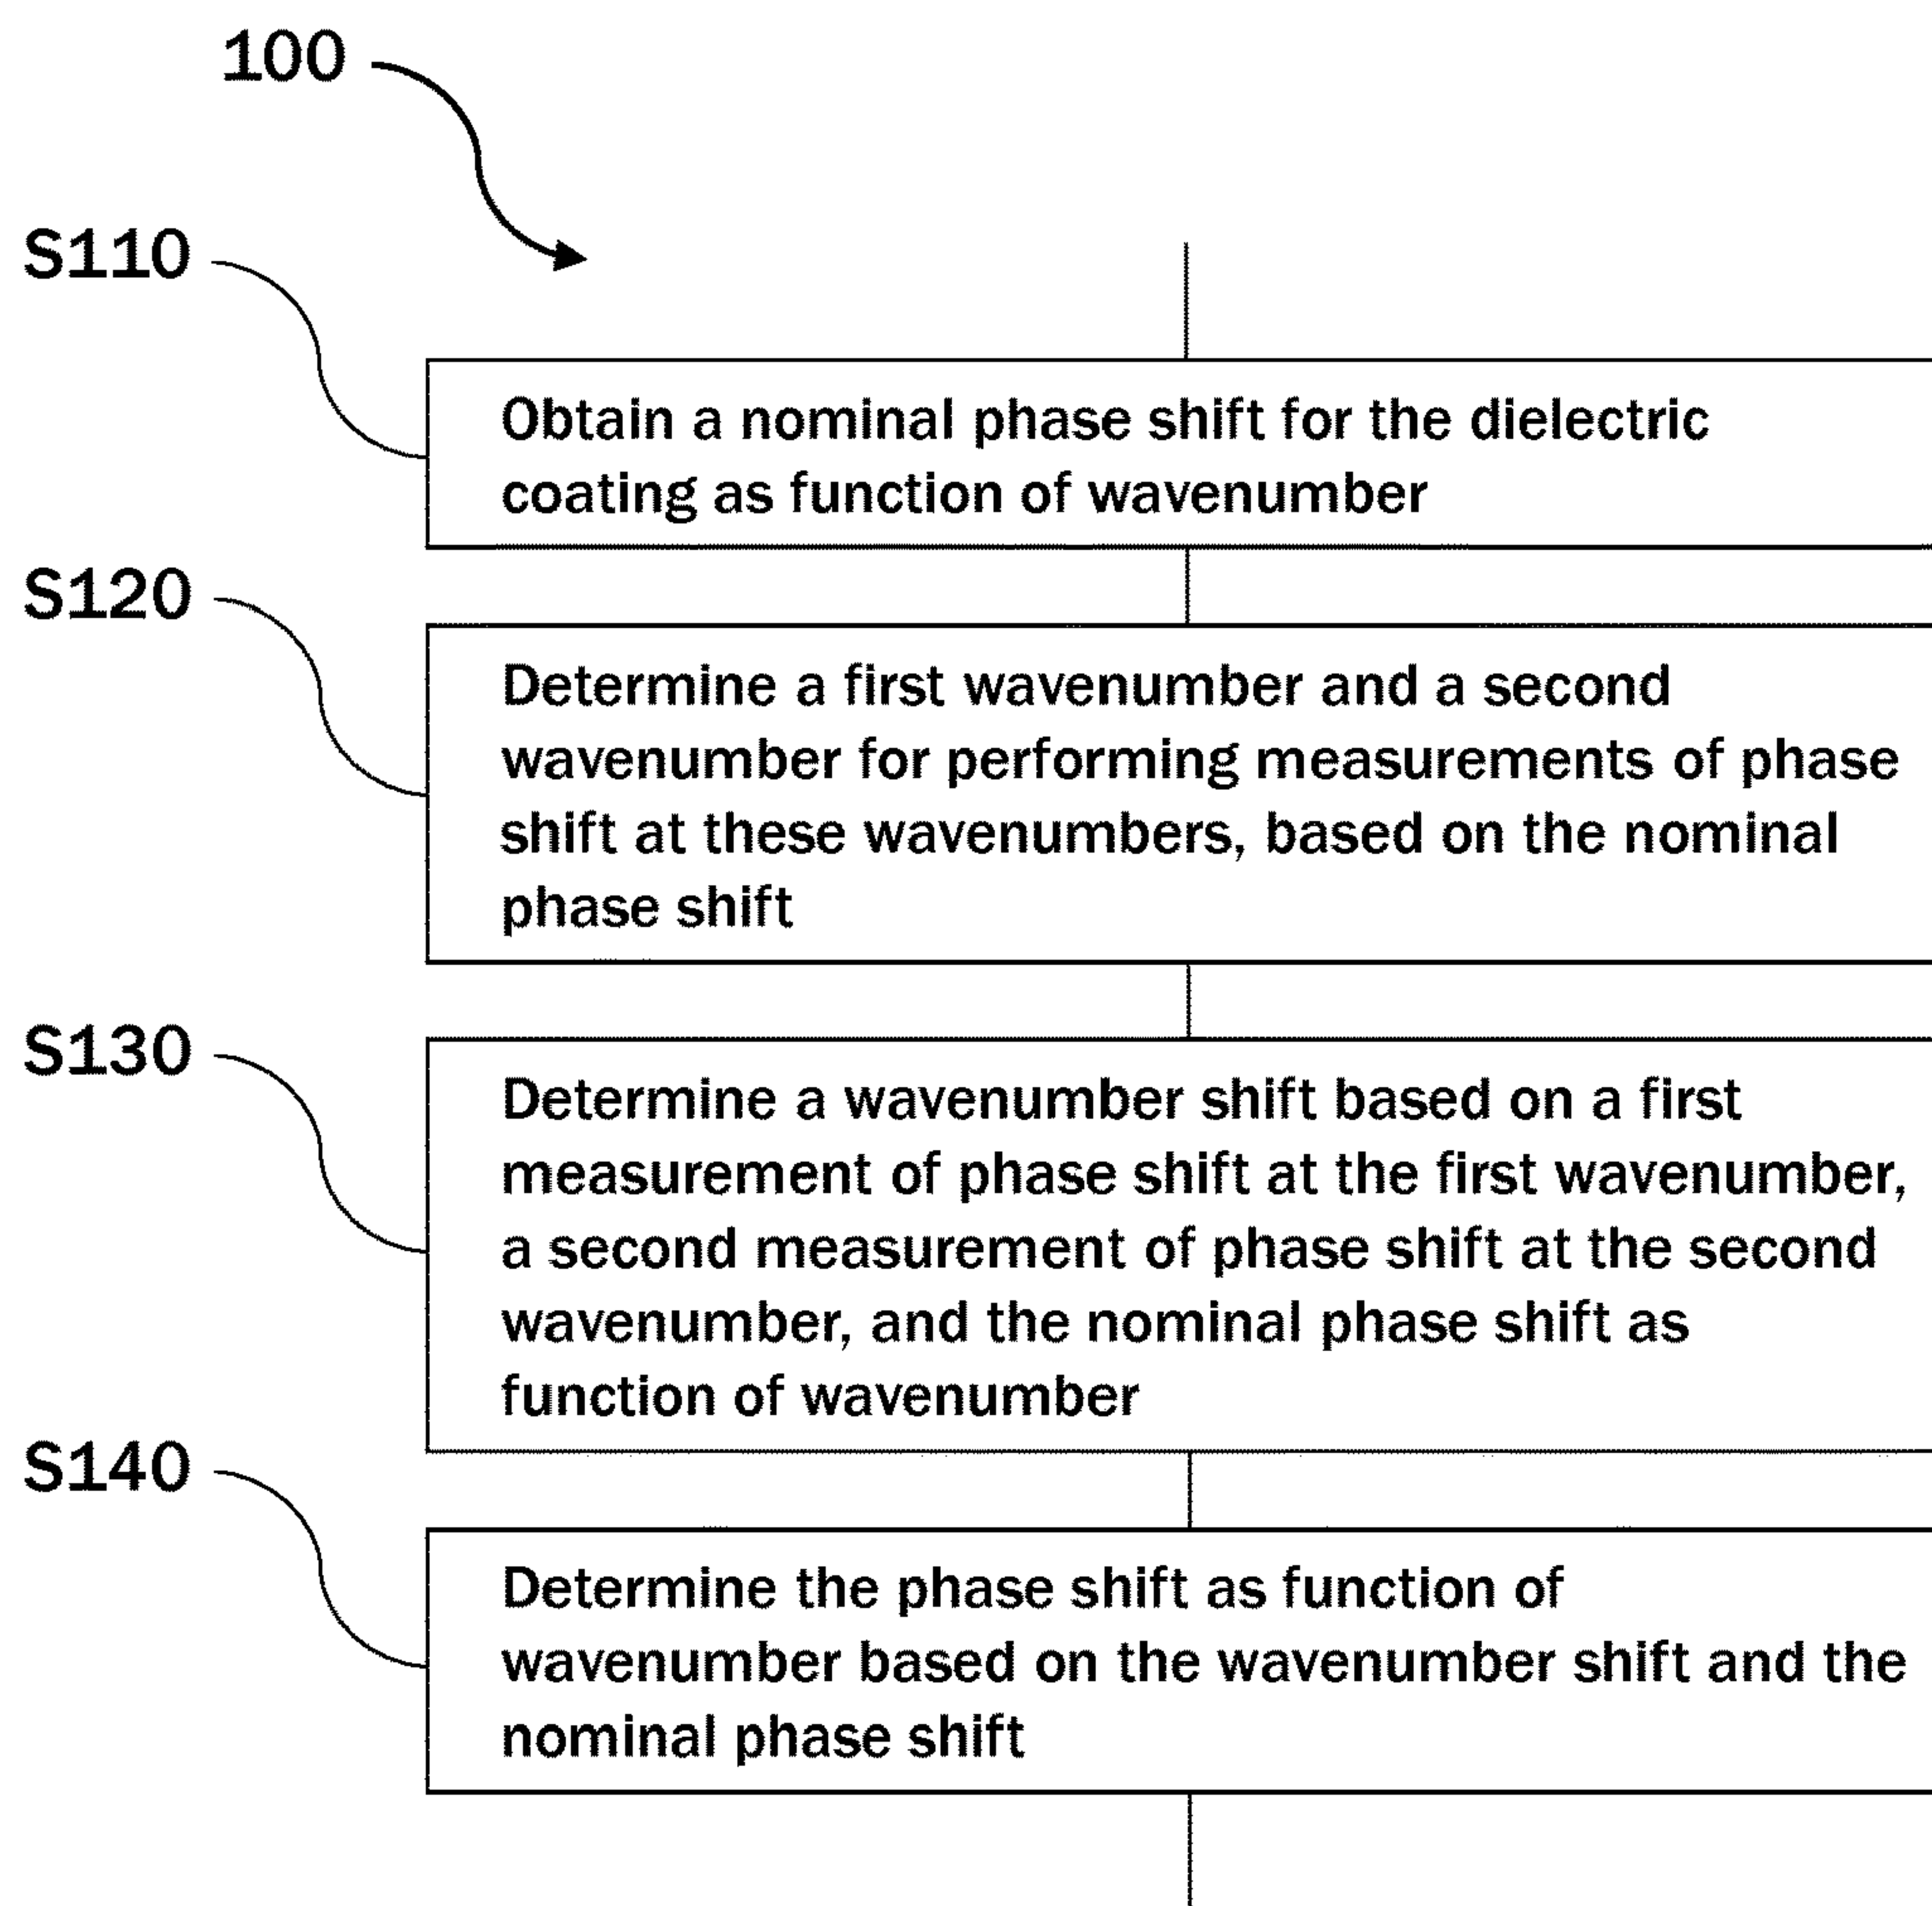 100
S110
Obtain a nominal phase shift for the dielectric
coating as function of wavenumber
S120
Determine a first wavenumber and a second
wavenumber for performing measurements of phase
shift at these wavenumbers, based on the nominal
phase shift
S130
Determine a wavenumber shift based on a first
measurement of phase shift at the first wavenumber,
a second measurement of phase shift at the second
wavenumber, and the nominal phase shift as
function of wavenumber
S140
Determine the phase shift as function of
wavenumber based on the wavenumber shift and the
nominal phase shift